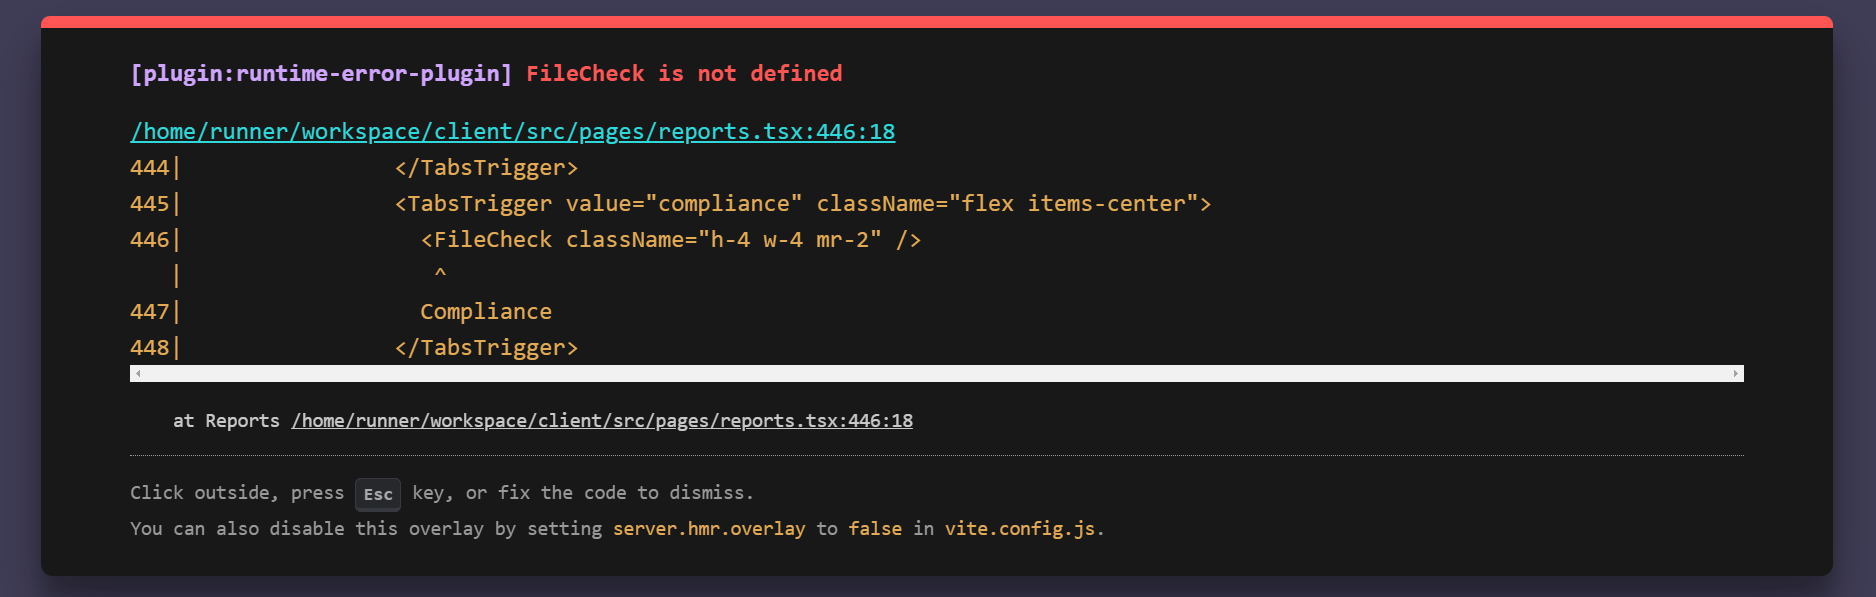 [plugin:runtime-error-plugin] FileCheck is not defined
/home/runner/workspace/client/src/pages/reports.tsx:446:18
444|                </TabsTrigger>
445|                <TabsTrigger value="compliance" className="flex items-center">
446|                  <FileCheck className="h-4 w-4 mr-2" />
   |                   ^
447|                  Compliance
448|                </TabsTrigger>
at Reports /home/runner/workspace/client/src/pages/reports.tsx:446:18
Click outside, press Esc key, or fix the code to dismiss.
You can also disable this overlay by setting server.hmr.overlay to false in vite.config.js.